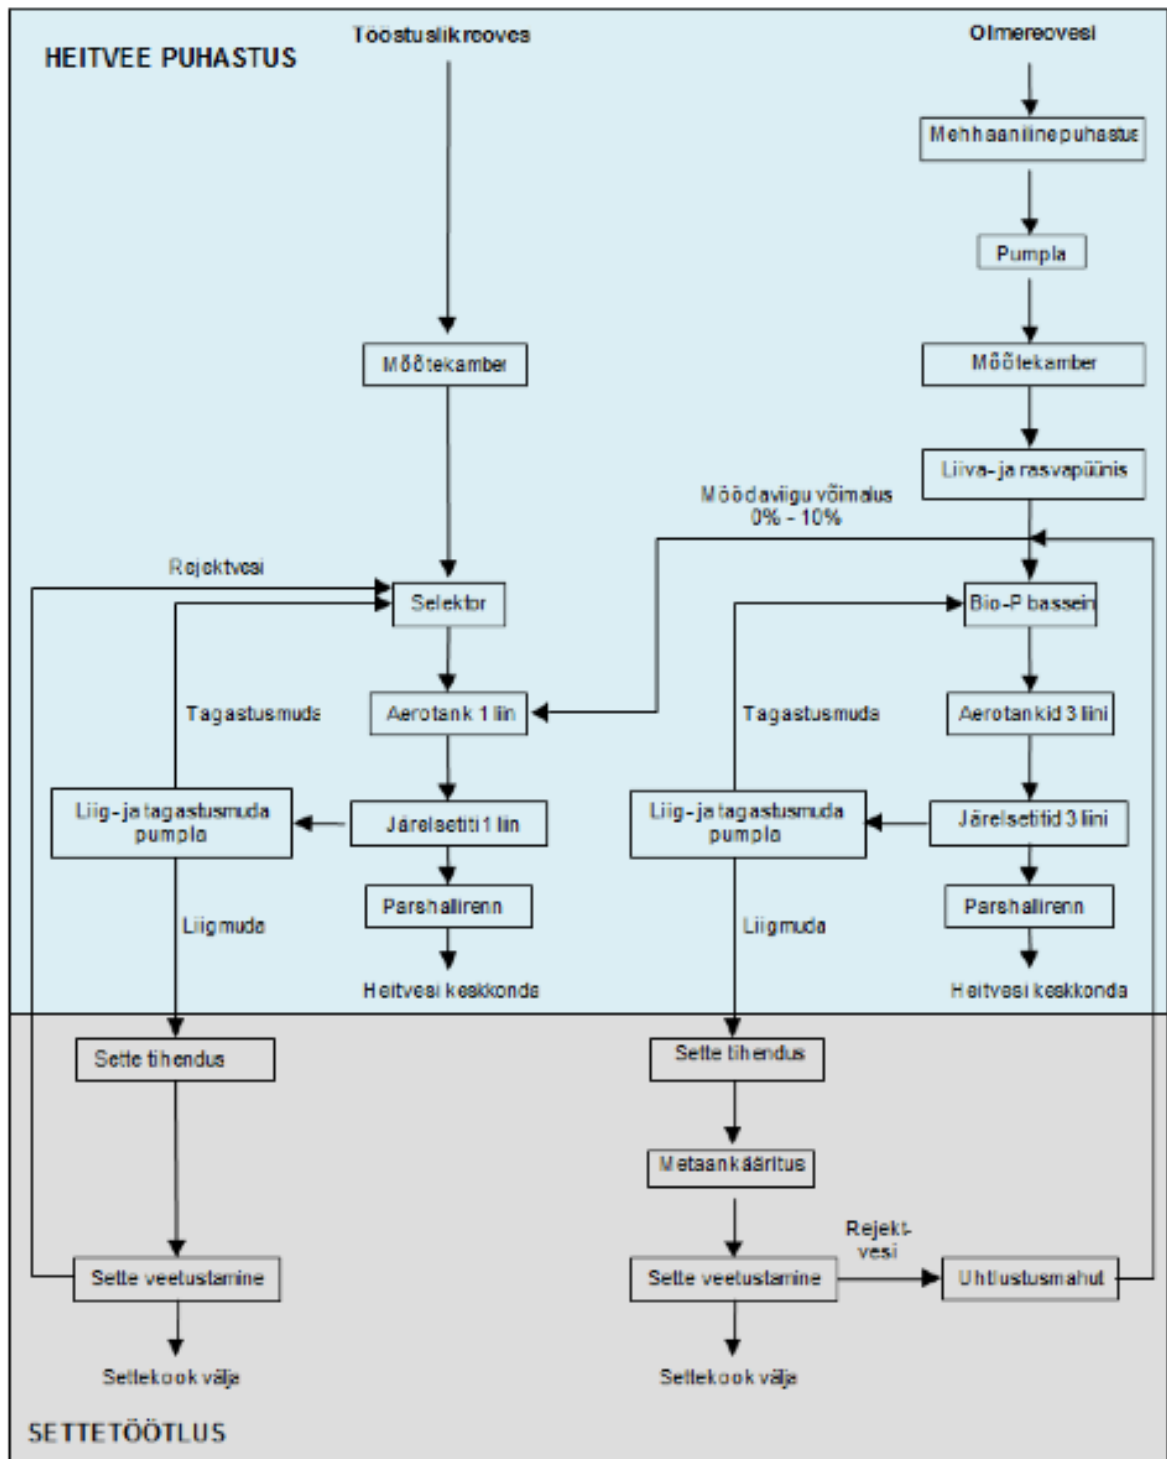 HEITVEE PUHASTUS
Tööstuslikreoves
Olmereovesi
Mehhaaniline puhastus
Pumpla
Mõõtekamber
Mõõtekamber
Liiva- ja rasvapüünis
Möödaviigu võimalus
0% - 10%
Rejektvesi
Selektor
Bio-P bassein
Tagastusmuda
Aerotank 1 liin
Tagastusmuda
Aerotankid 3 liini
Liig- ja tagastusmuda
pumpla
Järelsetiti 1 liin
Liig- ja tagastusmuda
pumpla
Järelsetitid 3 liini
Parshallirenn
Parshallirenn
Liigmuda
Liigmuda
Heitvesi keskkonda
Heitvesi keskkonda
Sette tihendus
Sette tihendus
Metaankääritus
Rejekt-
vesi
Sette veetustamine
Sette veetustamine
Uhtlustusmahut
Settekook välja
Settekook välja
SETTETÖÖTLUS